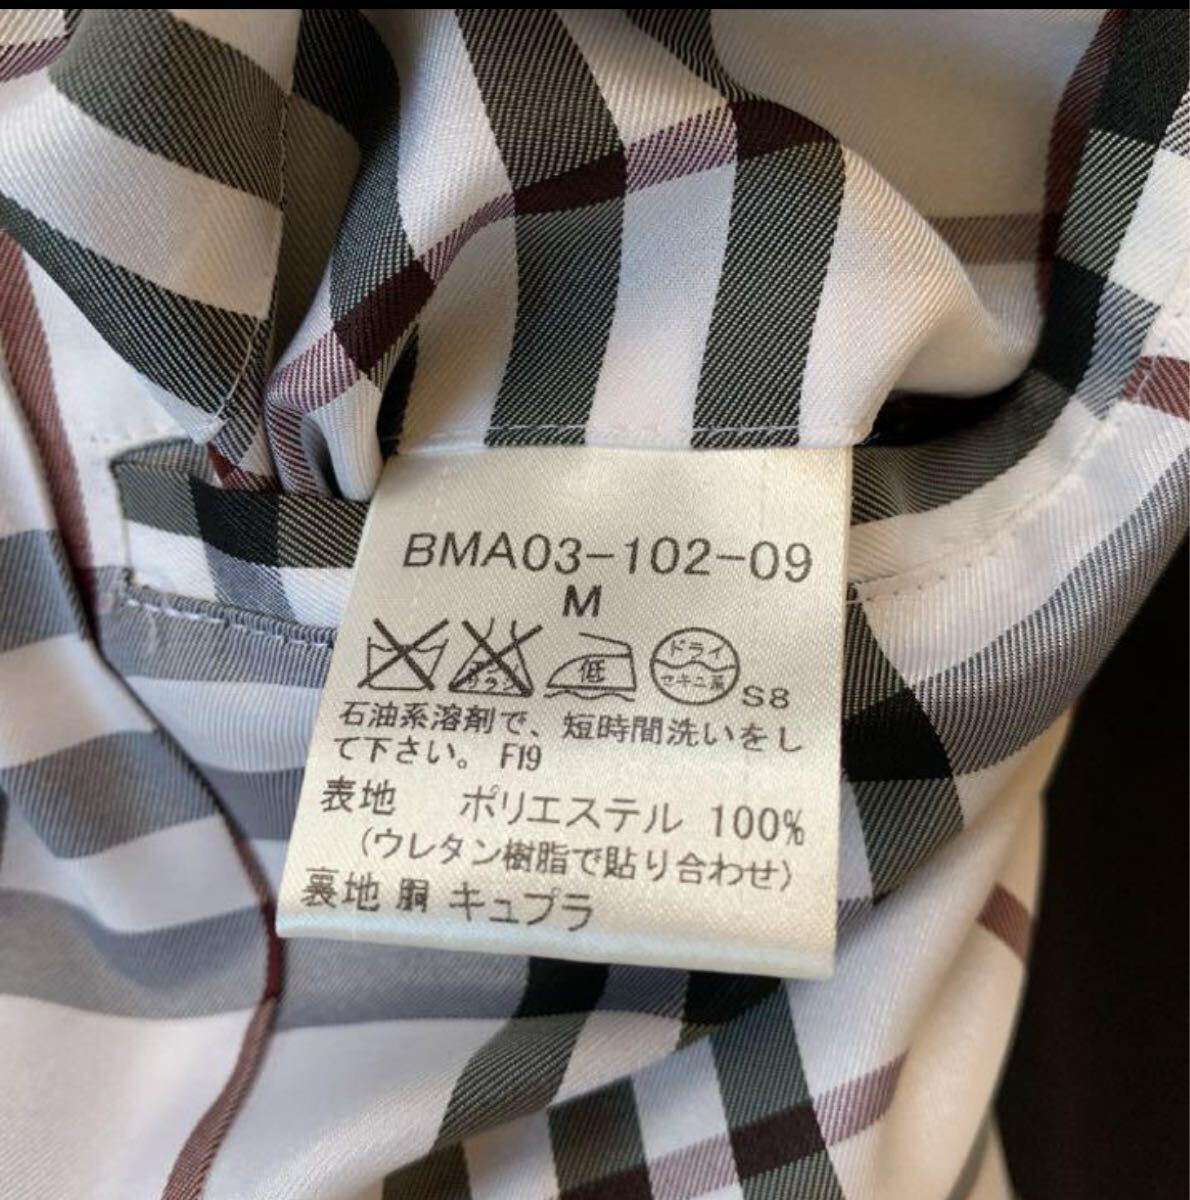 BMA03-102-09
M
低 ドライ セキユ系 S8
石油系溶剤で、短時間洗いをし
て下さい。 F19
表地 ポリエステル 100%
(ウレタン樹脂で貼り合わせ)
裏地 胴 キュプラ